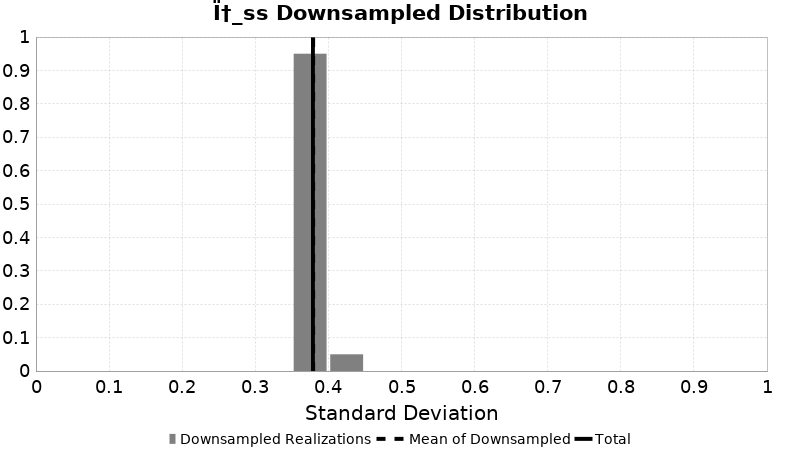 Ï†_ss Downsampled Distribution
1
0.9
0.8
0.7
0.6
0.5
0.4
0.3
0.2
0.1
0
0 0.1 0.2 0.3 0.4 0.5 0.6 0.7 0.8 0.9 1
Standard Deviation
Downsampled Realizations Mean of Downsampled Total